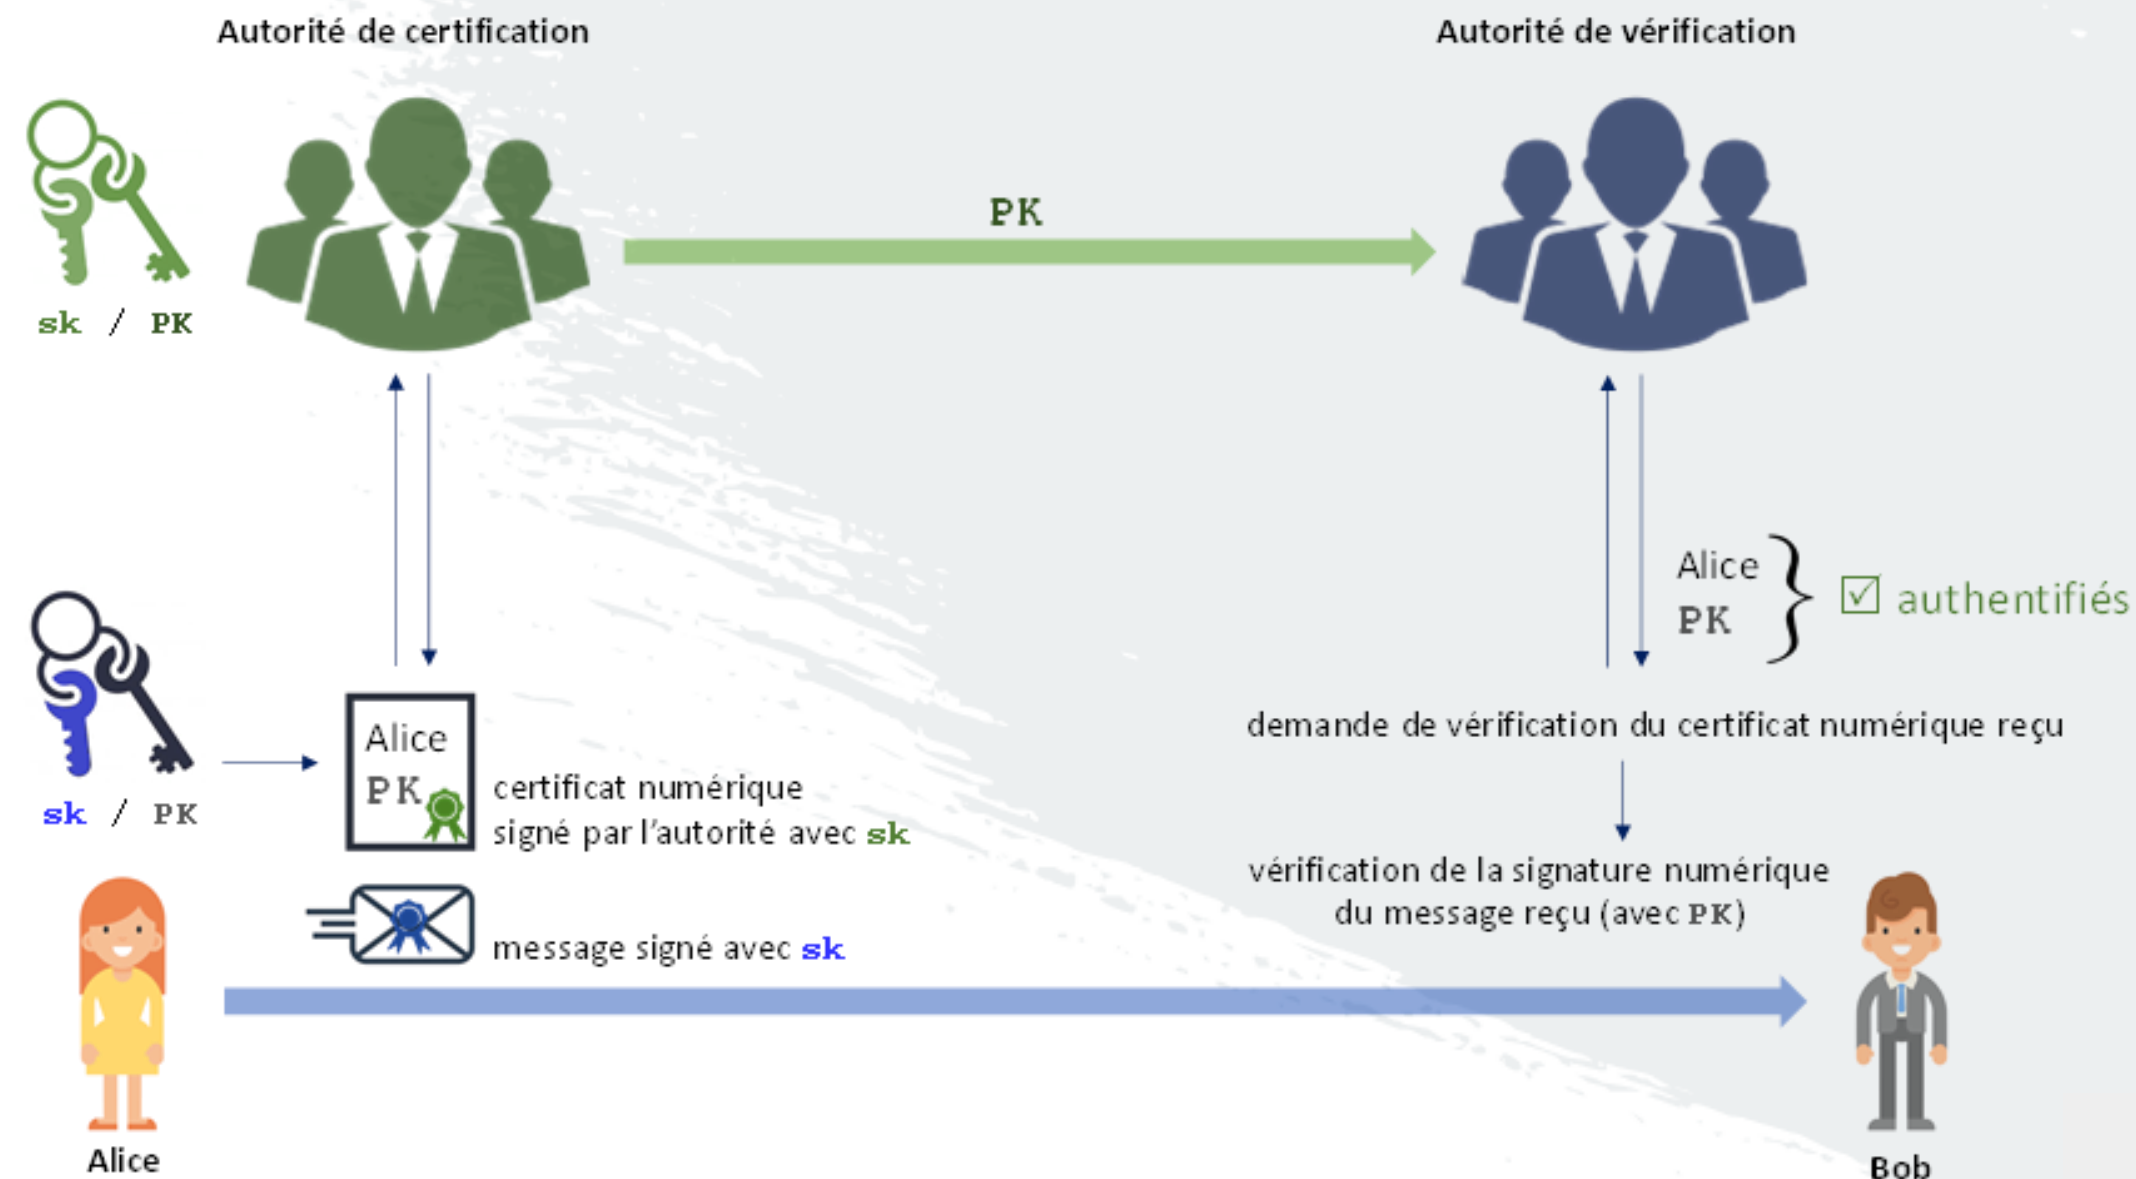 Autorité de certification
Autorité de vérification
PK
sk / PK
Alice
PK
authentifiés
demande de vérification du certificat numérique reçu
Alice
PK
certificat numérique
signé par l'autorité avec sk
sk / PK
vérification de la signature numérique
du message reçu (avec PK)
message signé avec sk
Alice
Bob